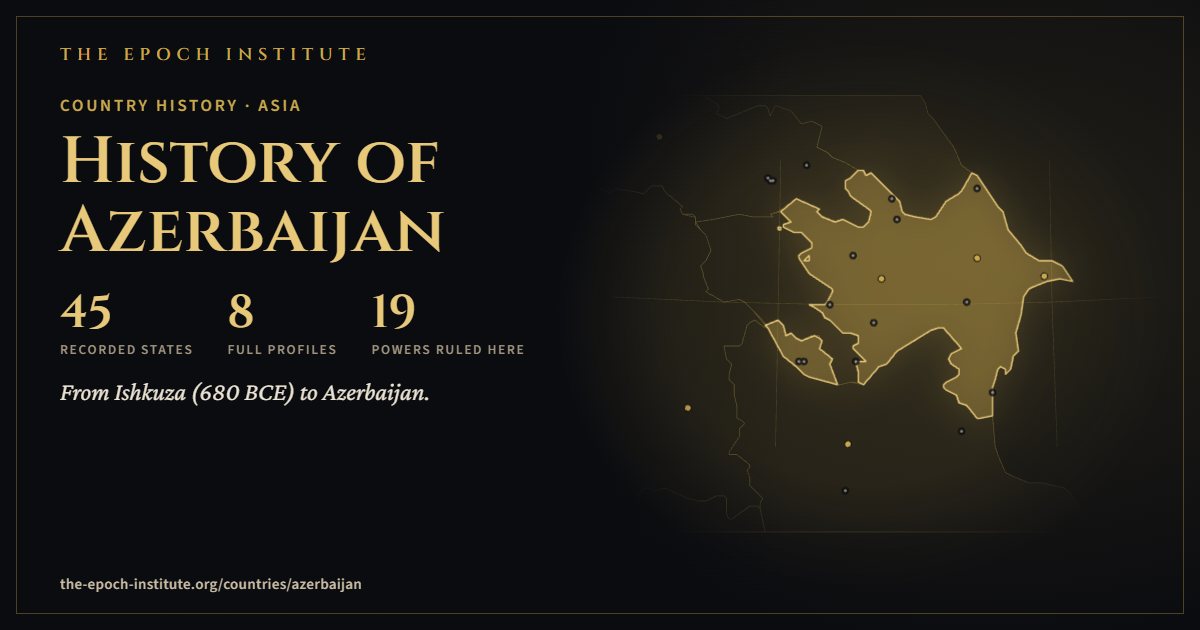 THE EPOCH INSTITUTE
COUNTRY HISTORY · ASIA
HISTORY OF
AZERBAIJAN
45 8 19
RECORDED STATES FULL PROFILES POWERS RULED HERE
From Ishkuza (680 BCE) to Azerbaijan.
the-epoch-institute.org/countries/azerbaijan